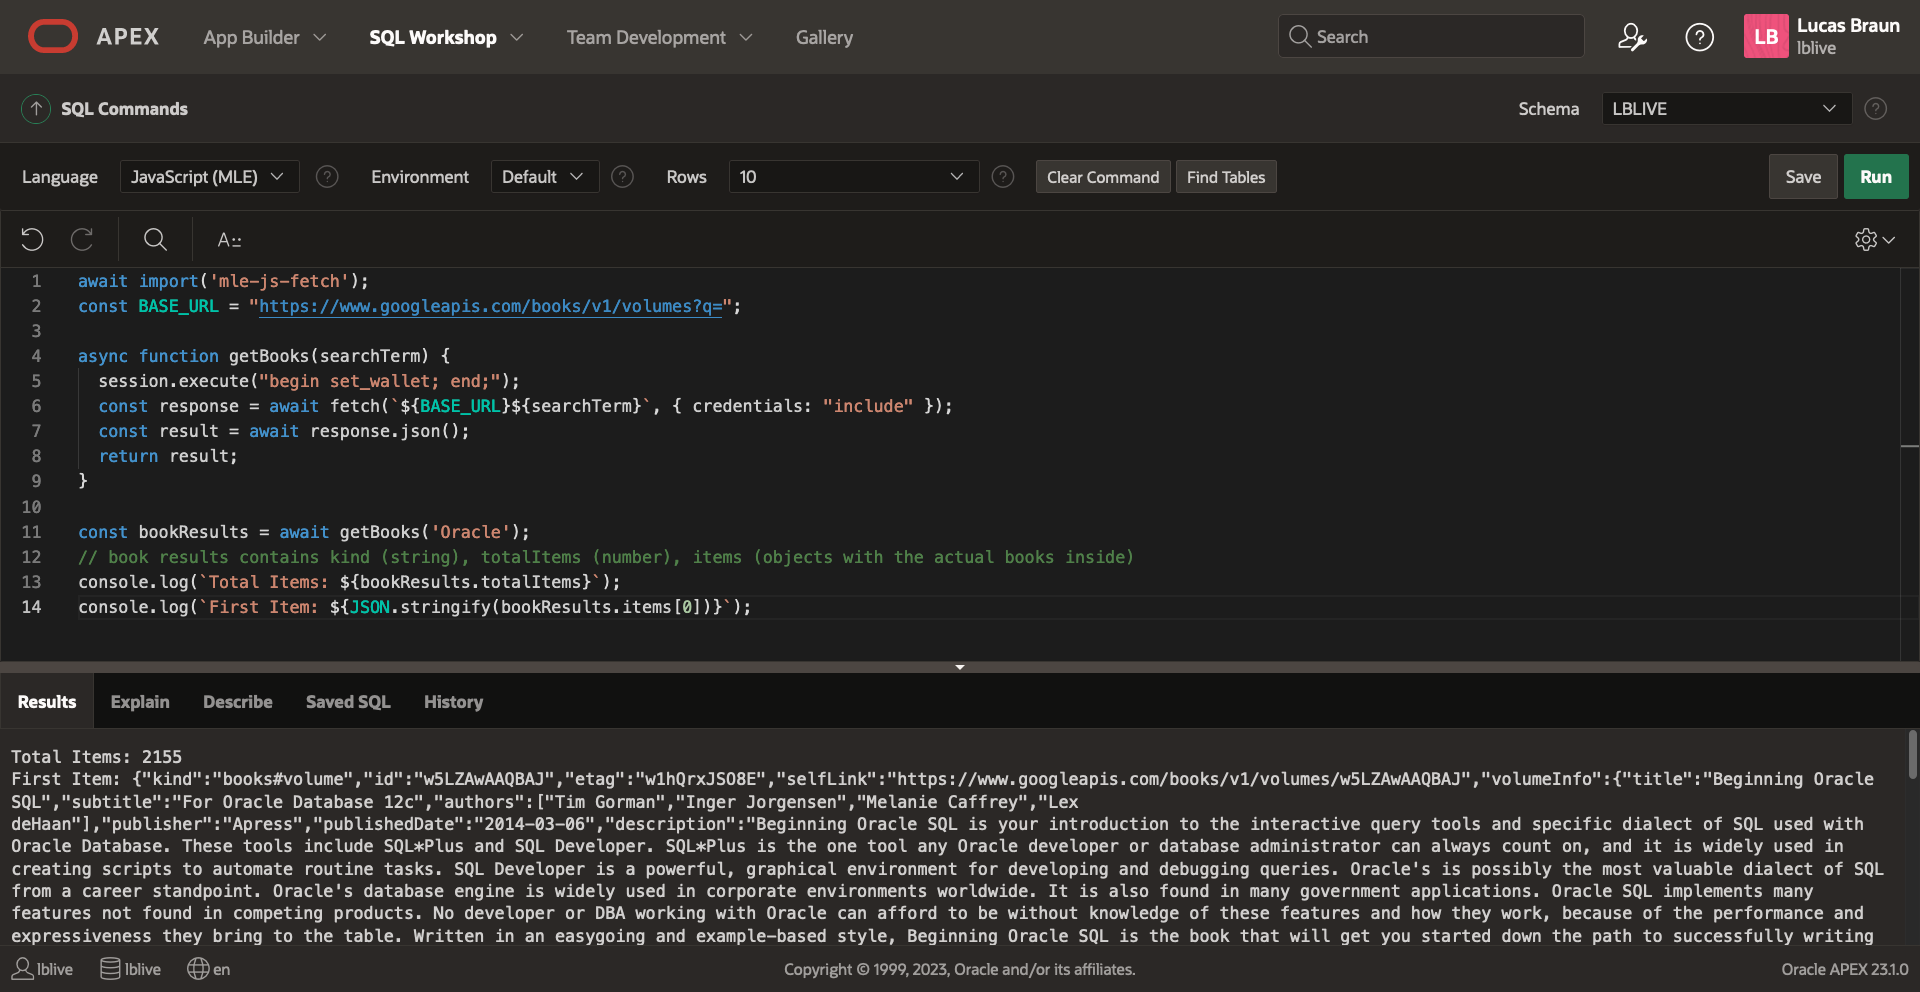 APEX App Builder SQL Workshop Team Development Gallery Search LB Lucas Braun
lblive
SQL Commands Schema LBLIVE
Language JavaScript (MLE) Environment Default Rows 10 Clear Command Find Tables Save Run
A
1 await import('mle-js-fetch');
2 const BASE_URL = "https://www.googleapis.com/books/v1/volumes?q=";
3
4 async function getBooks(searchTerm) {
5 session.execute("begin set_wallet; end;");
6 const response = await fetch(`${BASE_URL}${searchTerm}`, { credentials: "include" });
7 const result = await response.json();
8 return result;
9 }
10
11 const bookResults = await getBooks('Oracle');
12 // book results contains kind (string), totalItems (number), items (objects with the actual books inside)
13 console.log(`Total Items: ${bookResults.totalItems}`);
14 console.log(`First Item: ${JSON.stringify(bookResults.items[0])}`);
Results Explain Describe Saved SQL History
Total Items: 2155
First Item: {"kind":"books#volume","id":"w5LZAwAAQBAJ","etag":"w1hQrxJSO8E","selfLink":"https://www.googleapis.com/books/v1/volumes/w5LZAwAAQBAJ","volumeInfo":{"title":"Beginning Oracle
SQL","subtitle":"For Oracle Database 12c","authors":["Tim Gorman","Inger Jorgensen","Melanie Caffrey","Lex
deHaan"],"publisher":"Apress","publishedDate":"2014-03-06","description":"Beginning Oracle SQL is your introduction to the interactive query tools and specific dialect of SQL used with
Oracle Database. These tools include SQL*Plus and SQL Developer. SQL*Plus is the one tool any Oracle developer or database administrator can always count on, and it is widely used in
creating scripts to automate routine tasks. SQL Developer is a powerful, graphical environment for developing and debugging queries. Oracle's is possibly the most valuable dialect of SQL
from a career standpoint. Oracle's database engine is widely used in corporate environments worldwide. It is also found in many government applications. Oracle SQL implements many
features not found in competing products. No developer or DBA working with Oracle can afford to be without knowledge of these features and how they work, because of the performance and
expressiveness they bring to the table. Written in an easygoing and example-based style, Beginning Oracle SQL is the book that will get you started down the path to successfully writing
lblive lblive en Copyright © 1999, 2023, Oracle and/or its affiliates. Oracle APEX 23.1.0